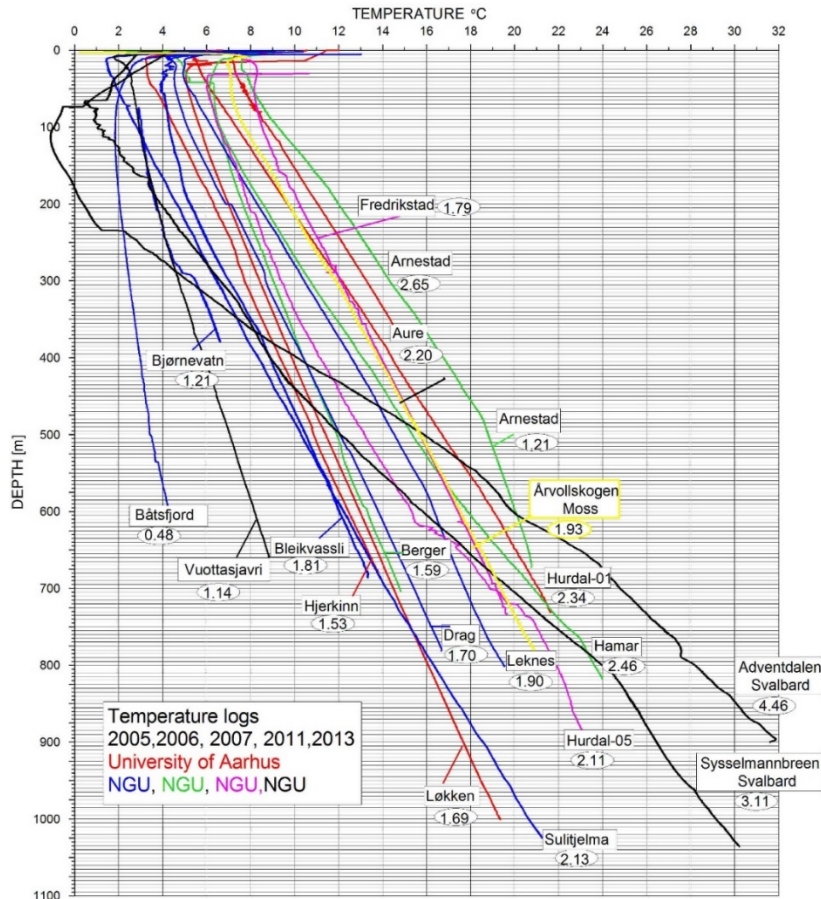 TEMPERATURE °C
0 2 4 6 8 10 12 14 16 18 20 22 24 26 28 30 32
DEPTH [m]
0
100
200
300
400
500
600
700
800
900
1000
1100
Fredrikstad 1.79
Arnestad
2.65
Aure
2.20
Bjørnevatn
1.21
Arnestad
1.21
Årvollskogen
Moss
1.93
Båtsfjord
0.48
Vuottasjavri
1.14
Bleikvassli
1.81
Berger
1.59
Hjerkinn
1.53
Hurdal-01
2.34
Drag
1.70
Leknes
1.90
Hamar
2.46
Adventdalen
Svalbard
4.46
Hurdal-05
2.11
Sysselmannbreen
Svalbard
3.11
Løkken
1.69
Sulitjelma
2.13
Temperature logs
2005,2006, 2007, 2011,2013
University of Aarhus
NGU, NGU, NGU,NGU